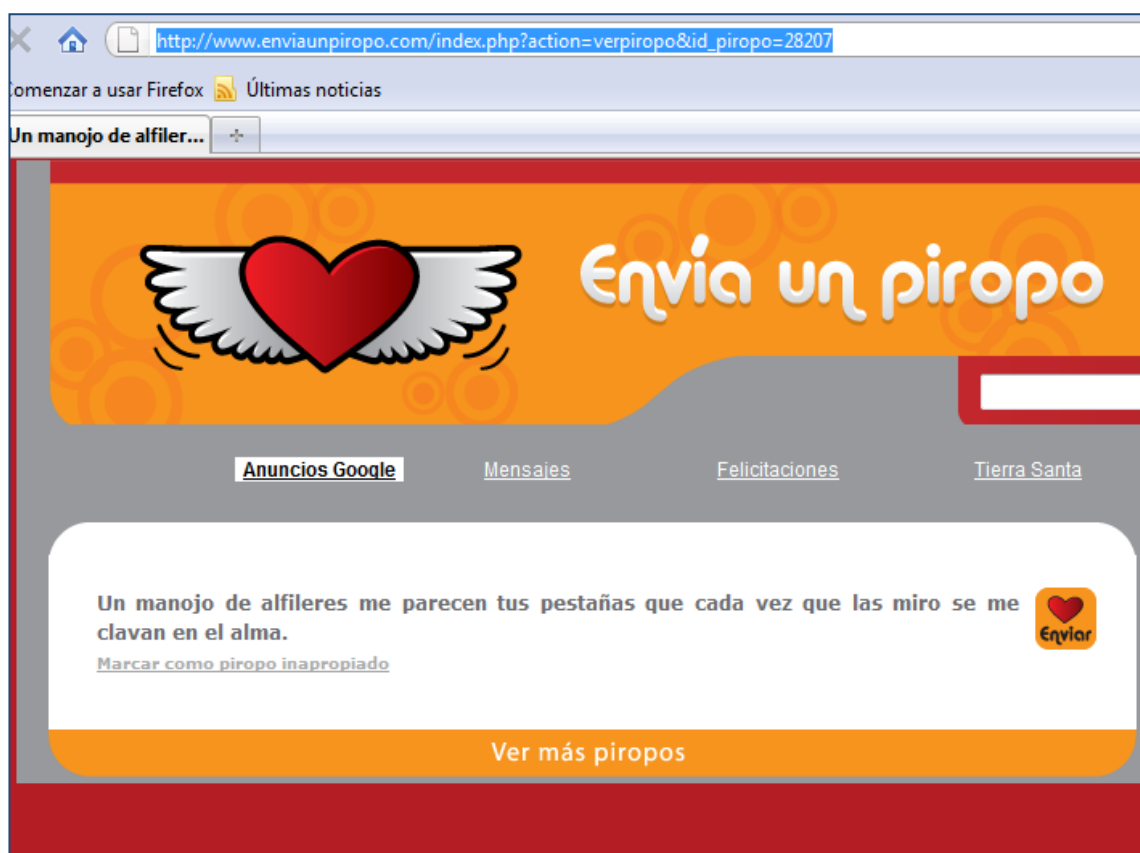 http://www.enviaunpiropo.com/index.php?action=verpiropo&id_piropo=28207
Comenzar a usar Firefox Últimas noticias
Un manojo de alfiler...
Envía un piropo
Anuncios Google Mensajes Felicitaciones Tierra Santa
Un manojo de alfileres me parecen tus pestañas que cada vez que las miro se me
clavan en el alma.
Enviar
Marcar como piropo inapropiado
Ver más piropos